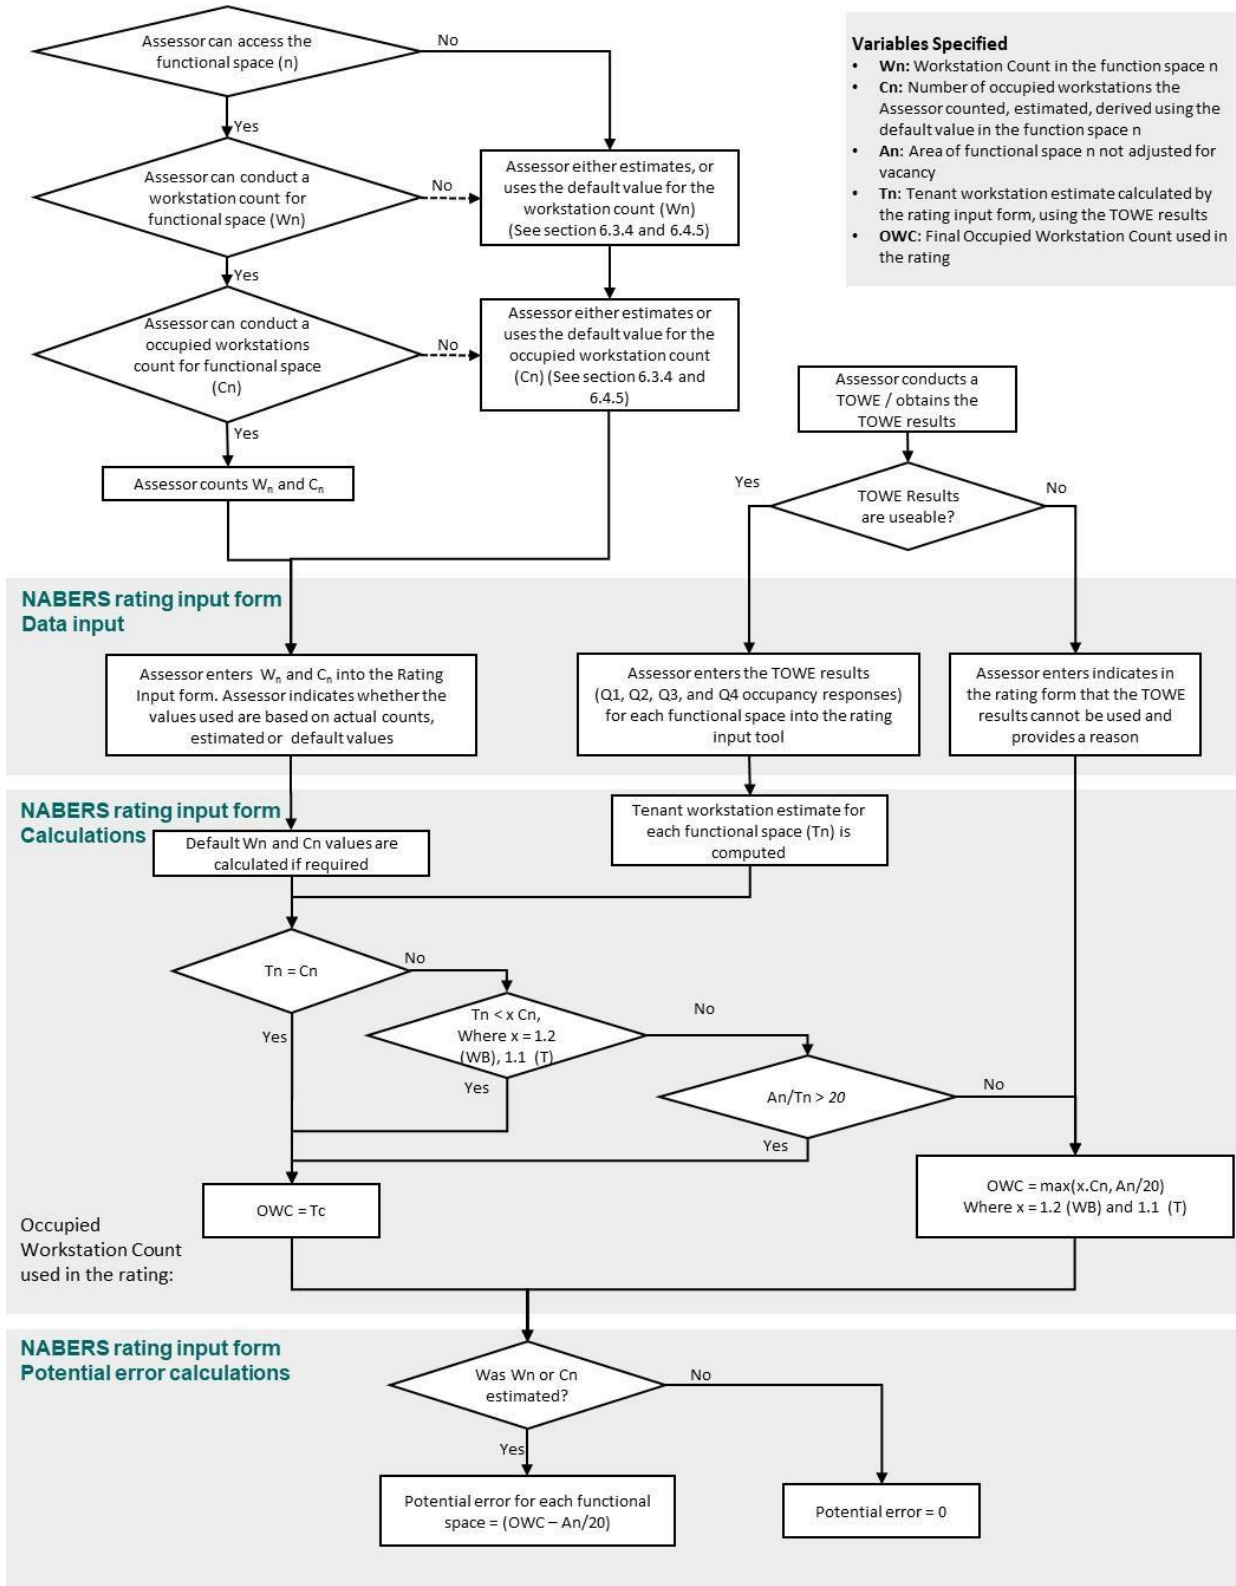 Assessor can access the
functional space (n)
No
Yes
Variables Specified
• Wn: Workstation Count in the function space n
• Cn: Number of occupied workstations the
Assessor counted, estimated, derived using the
default value in the function space n
• An: Area of functional space n not adjusted for
vacancy
• Tn: Tenant workstation estimate calculated by
the rating input form, using the TOWE results
• OWC: Final Occupied Workstation Count used in
the rating
Assessor can conduct a
workstation count for
functional space (Wn)
No
Yes
Assessor either estimates, or
uses the default value for the
workstation count (Wn)
(See section 6.3.4 and 6.4.5)
Assessor can conduct a
occupied workstations
count for functional space
(Cn)
No
Yes
Assessor either estimates or
uses the default value for the
occupied workstation count
(Cn) (See section 6.3.4 and
6.4.5)
Assessor counts Wn and Cn
Assessor conducts a
TOWE / obtains the
TOWE results
Yes
TOWE Results
are useable?
No
NABERS rating input form
Data input
Assessor enters Wn and Cn into the Rating
Input form. Assessor indicates whether the
values used are based on actual counts,
estimated or default values
Assessor enters the TOWE results
(Q1, Q2, Q3, and Q4 occupancy responses)
for each functional space into the rating
input tool
Assessor enters indicates in
the rating form that the TOWE
results cannot be used and
provides a reason
NABERS rating input form
Calculations
Default Wn and Cn values are
calculated if required
Tenant workstation estimate for
each functional space (Tn) is
computed
Tn = Cn
No
Yes
Tn < x Cn,
Where x = 1.2
(WB), 1.1 (T)
No
Yes
An/Tn > 20
No
Yes
OWC = Tc
OWC = max(x.Cn, An/20)
Where x = 1.2 (WB) and 1.1 (T)
Occupied
Workstation Count
used in the rating:
NABERS rating input form
Potential error calculations
Was Wn or Cn
estimated?
No
Yes
Potential error for each functional
space = (OWC – An/20)
Potential error = 0